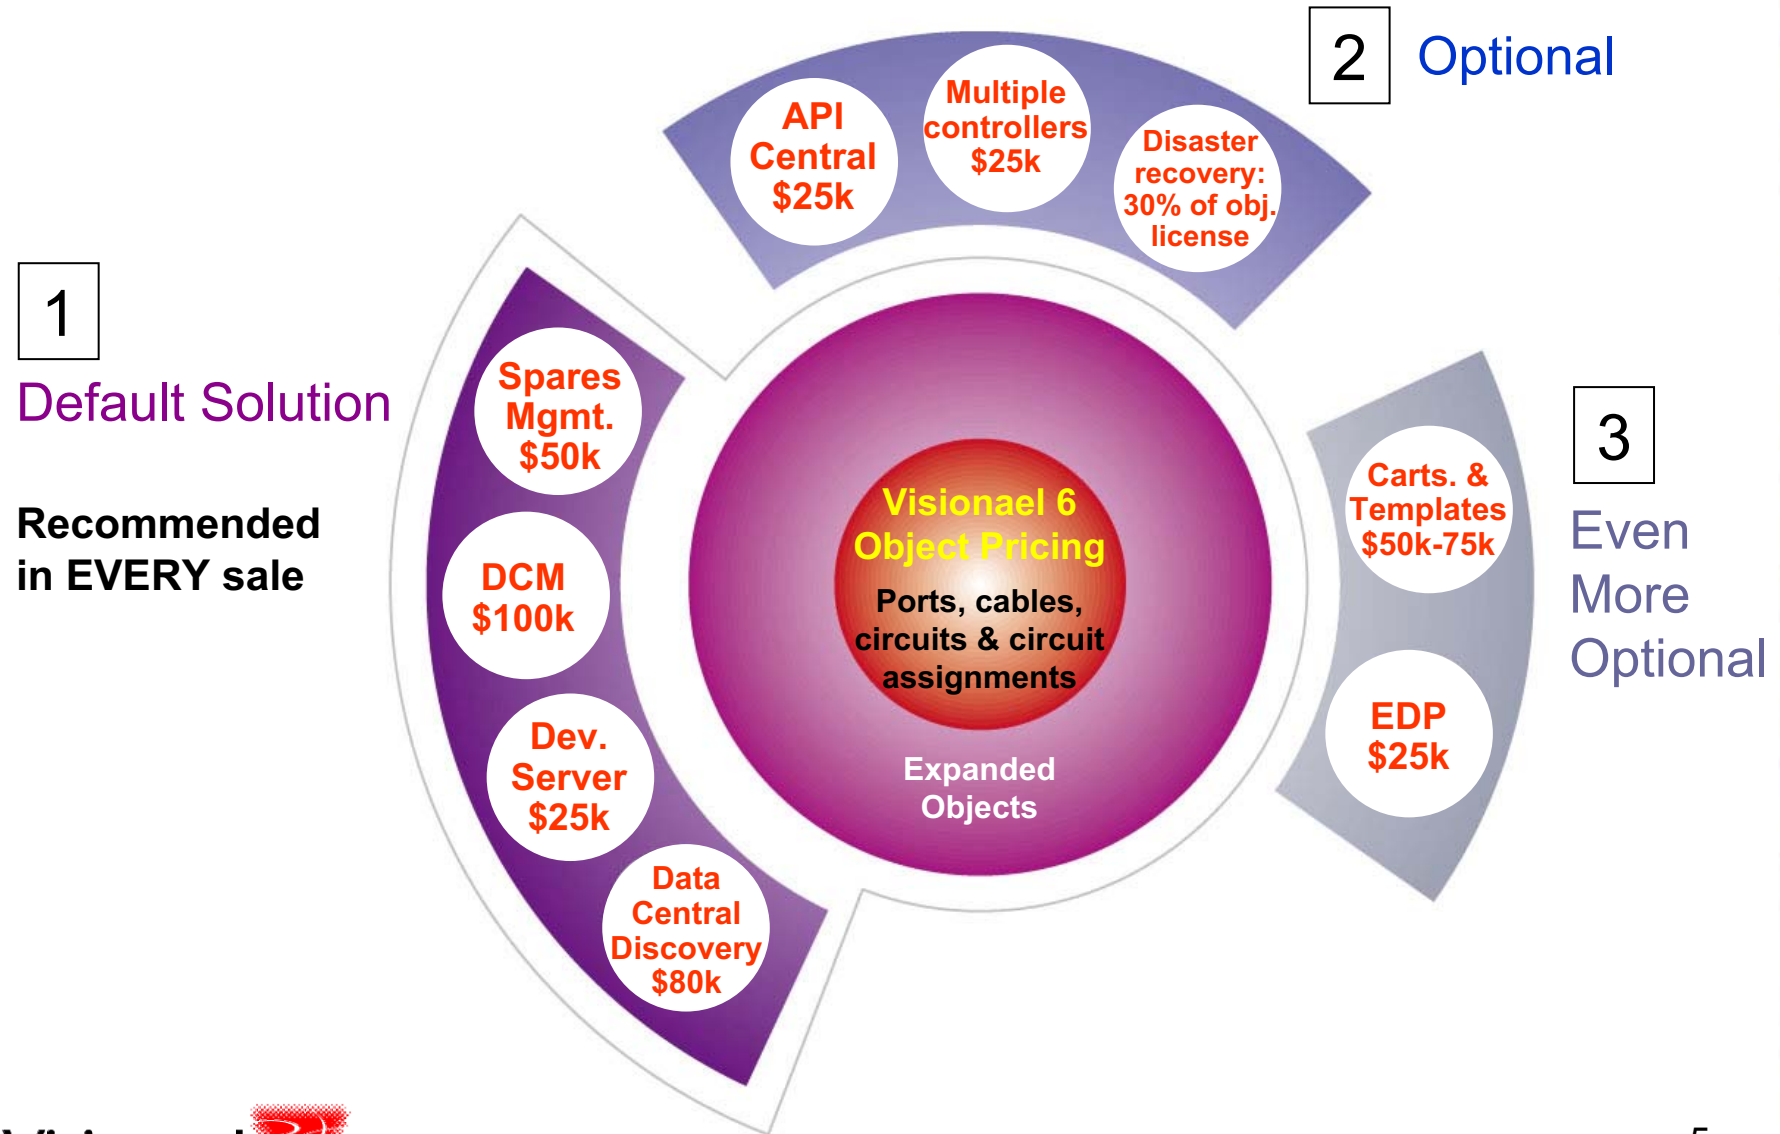 2
Optional
API
Central
$25k
Multiple
controllers
$25k
Disaster
recovery:
30% of obj.
license
1
Default Solution
Recommended
in EVERY sale
Spares
Mgmt.
$50k
DCM
$100k
Dev.
Server
$25k
Data
Central
Discovery
$80k
Visionael 6
Object Pricing
Ports, cables,
circuits & circuit
assignments
Expanded
Objects
3
Even
More
Optional
Carts. &
Templates
$50k-75k
EDP
$25k